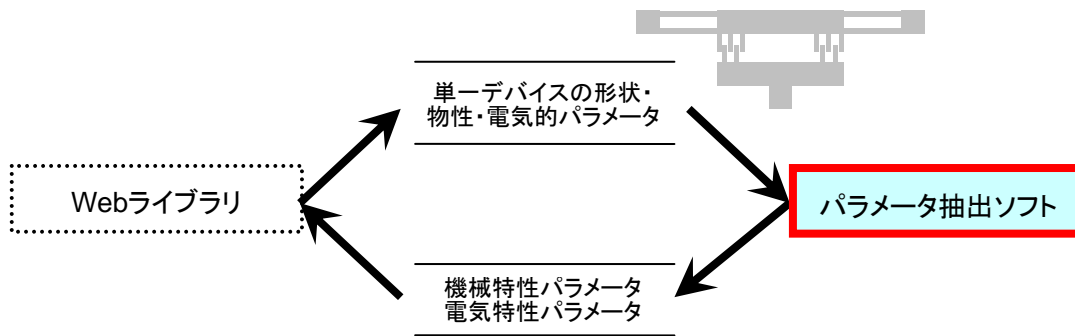 単一デバイスの形状・
物性・電気的パラメータ
Webライブラリ
パラメータ抽出ソフト
機械特性パラメータ
電気特性パラメータ